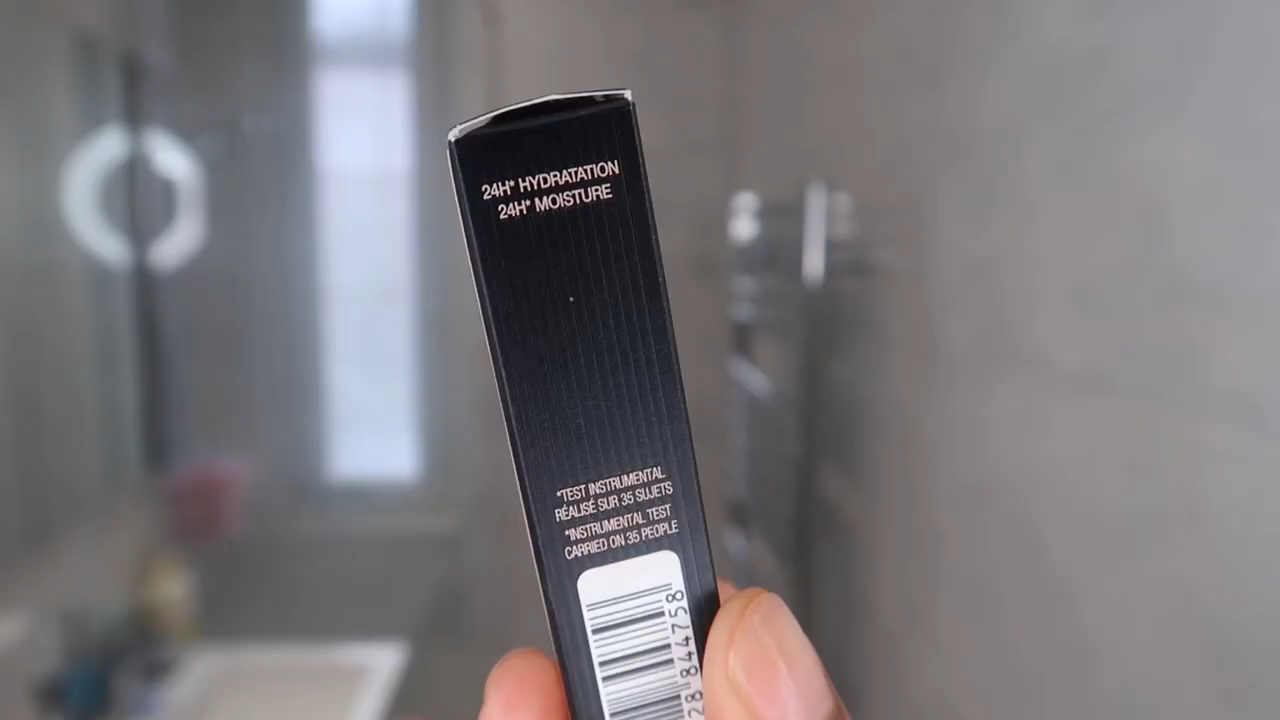 24H* HYDRATATION
24H* MOISTURE
*TEST INSTRUMENTAL
RÉALISÉ SUR 35 SUJETS
*INSTRUMENTAL TEST
CARRIED ON 35 PEOPLE
28 844758